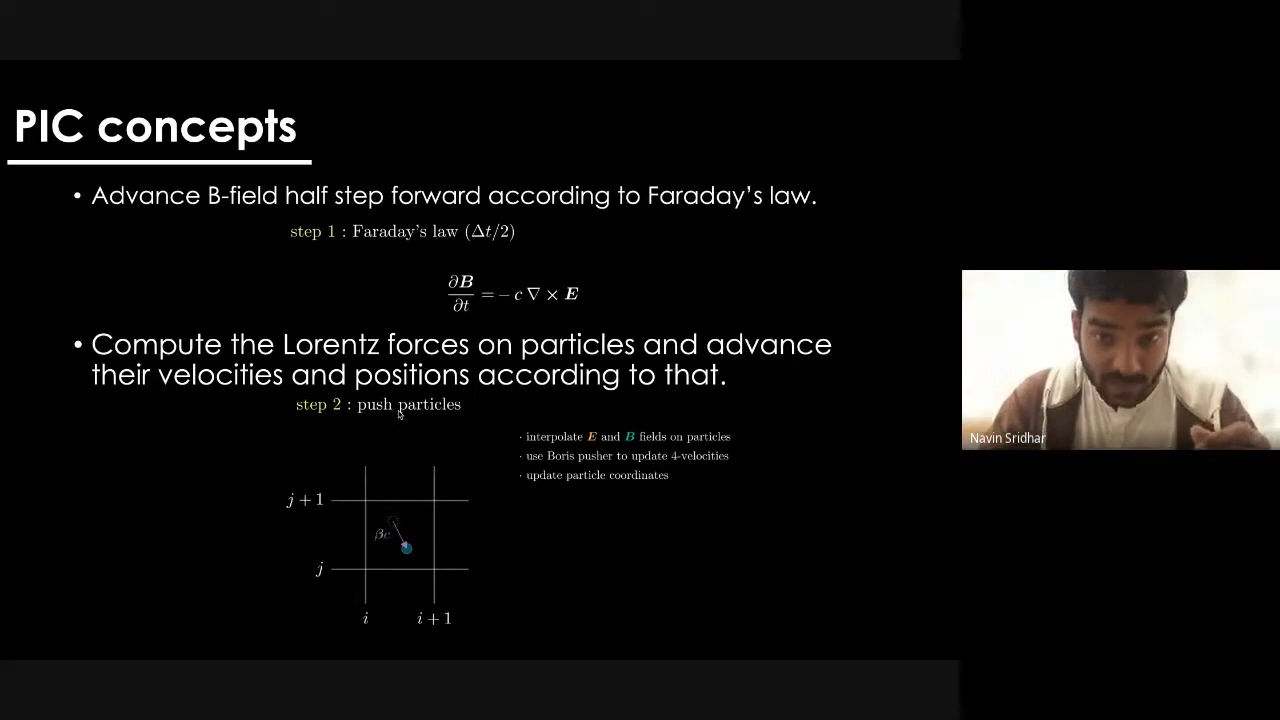 PIC concepts
• Advance B-field half step forward according to Faraday’s law.
step 1 : Faraday’s law (Δt/2)
∂B/∂t = – c ∇ × E
• Compute the Lorentz forces on particles and advance
their velocities and positions according to that.
step 2 : push particles
· interpolate E and B fields on particles
· use Boris pusher to update 4-velocities
· update particle coordinates
j + 1
βc
j
i
i + 1
Navin Sridhar